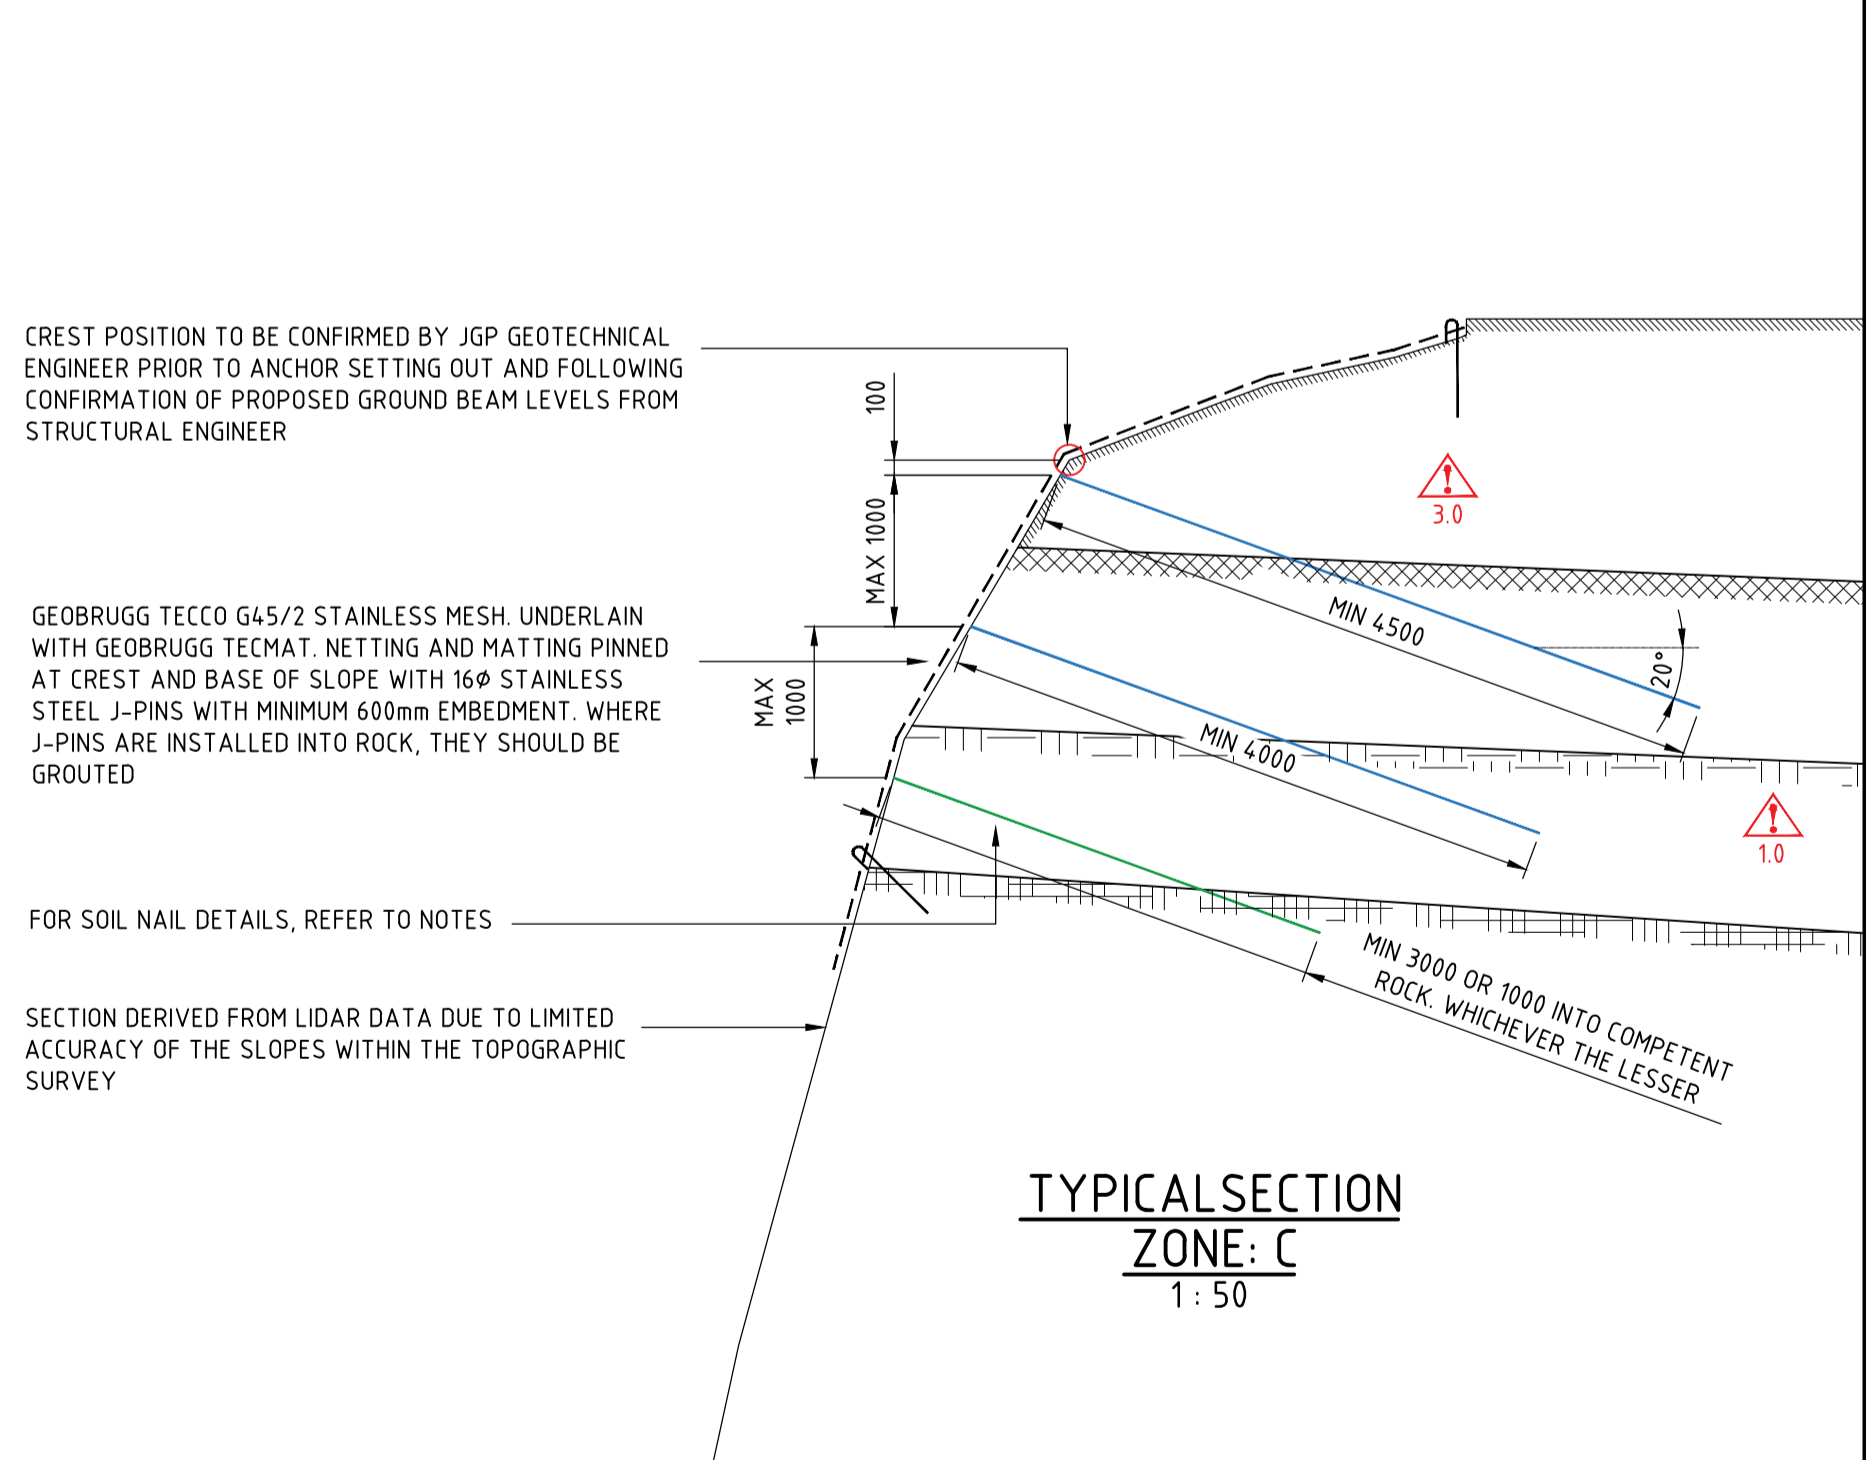 CREST POSITION TO BE CONFIRMED BY JGP GEOTECHNICAL
ENGINEER PRIOR TO ANCHOR SETTING OUT AND FOLLOWING
CONFIRMATION OF PROPOSED GROUND BEAM LEVELS FROM
STRUCTURAL ENGINEER
100
MAX 1000
3.0
GEOBRUGG TECCO G45/2 STAINLESS MESH. UNDERLAIN
WITH GEOBRUGG TECMAT. NETTING AND MATTING PINNED
AT CREST AND BASE OF SLOPE WITH 16Ø STAINLESS
STEEL J-PINS WITH MINIMUM 600mm EMBEDMENT. WHERE
J-PINS ARE INSTALLED INTO ROCK, THEY SHOULD BE
GROUTED
MAX
1000
MIN 4500
20°
MIN 4000
1.0
FOR SOIL NAIL DETAILS, REFER TO NOTES
MIN 3000 OR 1000 INTO COMPETENT
ROCK. WHICHEVER THE LESSER
SECTION DERIVED FROM LIDAR DATA DUE TO LIMITED
ACCURACY OF THE SLOPES WITHIN THE TOPOGRAPHIC
SURVEY
TYPICALSECTION
ZONE: C
1 : 50